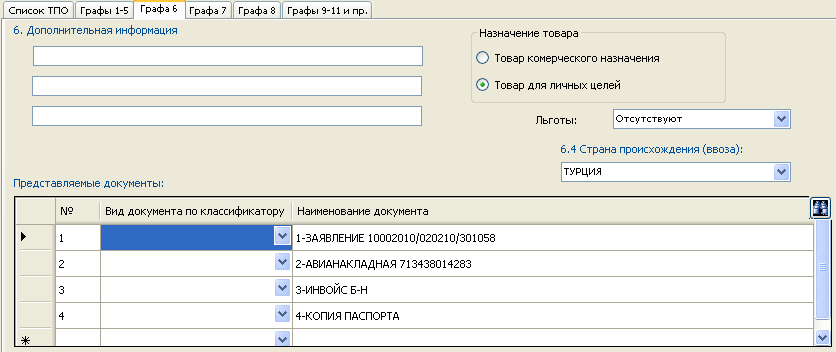 Список ТПО Графы 1-5 Графа 6 Графа 7 Графа 8 Графы 9-11 и пр.
6. Дополнительная информация
Назначение товара
Товар комерческого назначения
Товар для личных целей
Льготы: Отсутствуют
6.4 Страна происхождения (ввоза):
ТУРЦИЯ
Представляемые документы:
№ Вид документа по классификатору Наименование документа
1 1-ЗАЯВЛЕНИЕ 10002010/020210/301058
2 2-АВИАНАКЛАДНАЯ 713438014283
3 3-ИНВОЙС Б-Н
4 4-КОПИЯ ПАСПОРТА